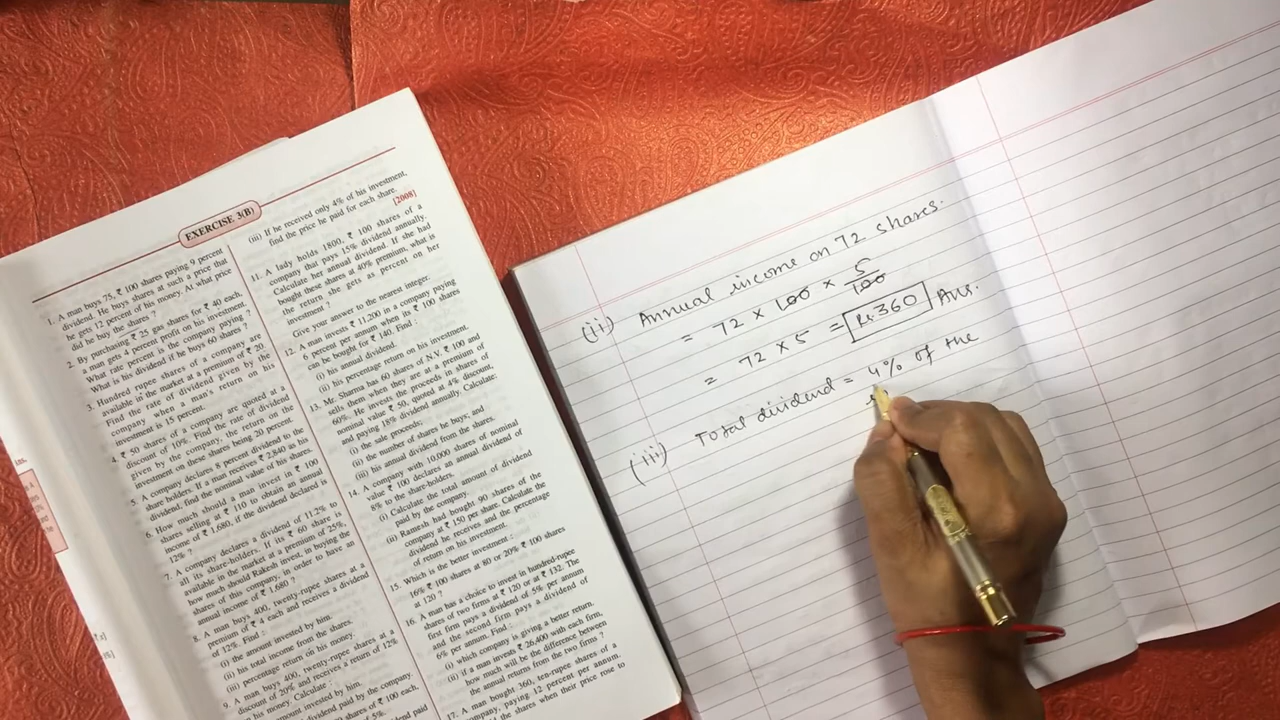 EXERCISE 3(B)
1. A man buys 75, ₹ 100 shares paying 9 percent
dividend. He buys shares at such a price that
he gets 12 percent of his money. At what price
did he buy the shares ?
2. By purchasing ₹ 25 gas shares for ₹ 40 each
a man gets 4 percent profit on his investment.
What rate percent is the company paying ?
What is his dividend if he buys 60 shares ?
3. Hundred rupee shares of a company are
available in the market at a premium of ₹ 20.
Find the rate of dividend given by the
company when a man's return on his
investment is 15 percent.
4. ₹ 50 shares of a company are quoted at a
discount of 10%. Find the rate of dividend
given by the company, the return on the
investment on these shares being 20 percent.
5. A company declares 8 percent dividend to the
share holders. If a man receives ₹ 2,840 as his
dividend, find the nominal value of his shares.
6. How much should a man invest in ₹ 100
shares selling at ₹ 110 to obtain an annual
income of ₹ 1,680, if the dividend declared is
12% ?
7. A company declares a dividend of 11.2% to
all its share-holders. If its ₹ 60 share is
available in the market at a premium of 25%,
how much should Rakesh invest, in buying the
shares of this company, in order to have an
annual income of ₹ 1,680 ?
8. A man buys 400, twenty-rupee shares at a
premium of ₹ 4 each and receives a dividend
of 12%. Find :
(i) the amount invested by him.
(ii) his total income from the shares.
(iii) percentage return on his money.
9. A man buys 400, twenty-rupee shares at a
discount of 20% and receives a return of 12%
on his money. Calculate :
amount invested by him.
dividend paid by the company.
shares of ₹ 100 each,
of 5%.
dividend paid
(iii) If he received only 4% of his investment,
find the price he paid for each share.
[2008]
11. A lady holds 1800, ₹ 100 shares of a
company that pays 15% dividend annually.
Calculate her annual dividend. If she had
bought these shares at 40% premium, what is
the return she gets as percent on her
investment ?
Give your answer to the nearest integer.
12. A man invests ₹ 11,200 in a company paying
6 percent per annum when its ₹ 100 shares
can be bought for ₹ 140. Find :
(i) his annual dividend.
(ii) his percentage return on his investment.
13. Mr. Sharma has 60 shares of N.V. ₹ 100 and
sells them when they are at a premium of
60%. He invests the proceeds in shares of
nominal value ₹ 50, quoted at 4% discount,
and paying 18% dividend annually. Calculate:
(i) the sale proceeds;
(ii) the number of shares he buys; and
(iii) his annual dividend from the shares.
14. A company with 10,000 shares of nominal
value ₹ 100 declares an annual dividend of
8% to the share-holders.
(i) Calculate the total amount of dividend
paid by the company.
(ii) Ramesh had bought 90 shares of the
company at ₹ 150 per share. Calculate the
dividend he receives and the percentage
of return on his investment.
15. Which is the better investment :
16% ₹ 100 shares at 80 or 20% ₹ 100 shares
at 120 ?
16. A man has a choice to invest in hundred-rupee
shares of two firms at ₹ 120 or at ₹ 132. The
first firm pays a dividend of 5% per annum
and the second firm pays a dividend of
6% per annum. Find :
(i) which company is giving a better return.
(ii) if a man invests ₹ 26,400 with each firm,
how much will be the difference between
the annual returns from the two firms ?
17. A man bought 360, ten-rupee shares of a
company, paying 12 percent per annum.
the shares when their price rose to
(ii) Annual income on 72 shares.
= 72 × 100 × 5/100
= 72 × 5 = Rs.360 Ans.
(iii) Total dividend = 4% of the